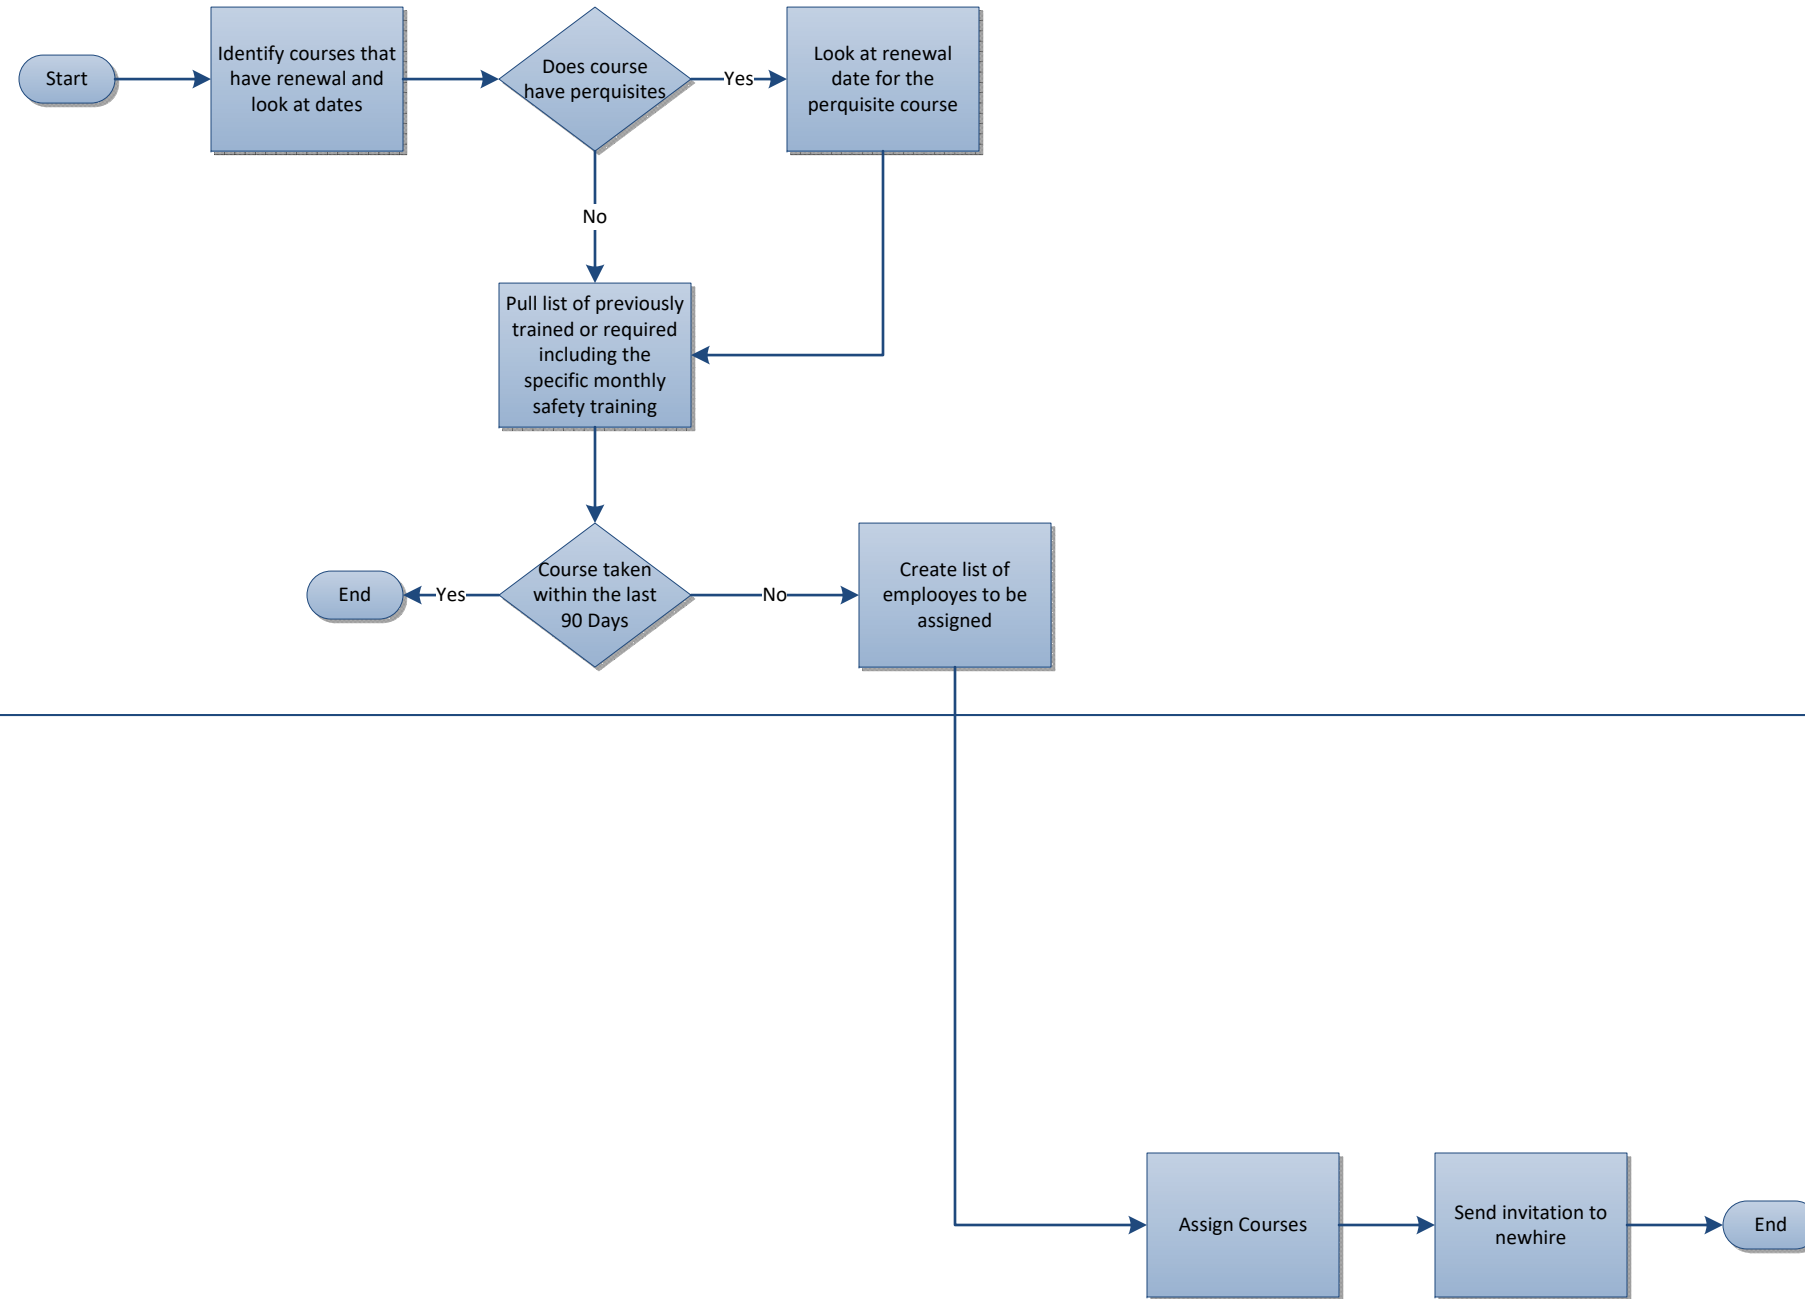 Start
Identify courses that
have renewal and
look at dates
Does course
have perquisites
Yes
Look at renewal
date for the
perquisite course
No
Pull list of previously
trained or required
including the
specific monthly
safety training
End
Yes
Course taken
within the last
90 Days
No
Create list of
emplooyes to be
assigned
Assign Courses
Send invitation to
newhire
End